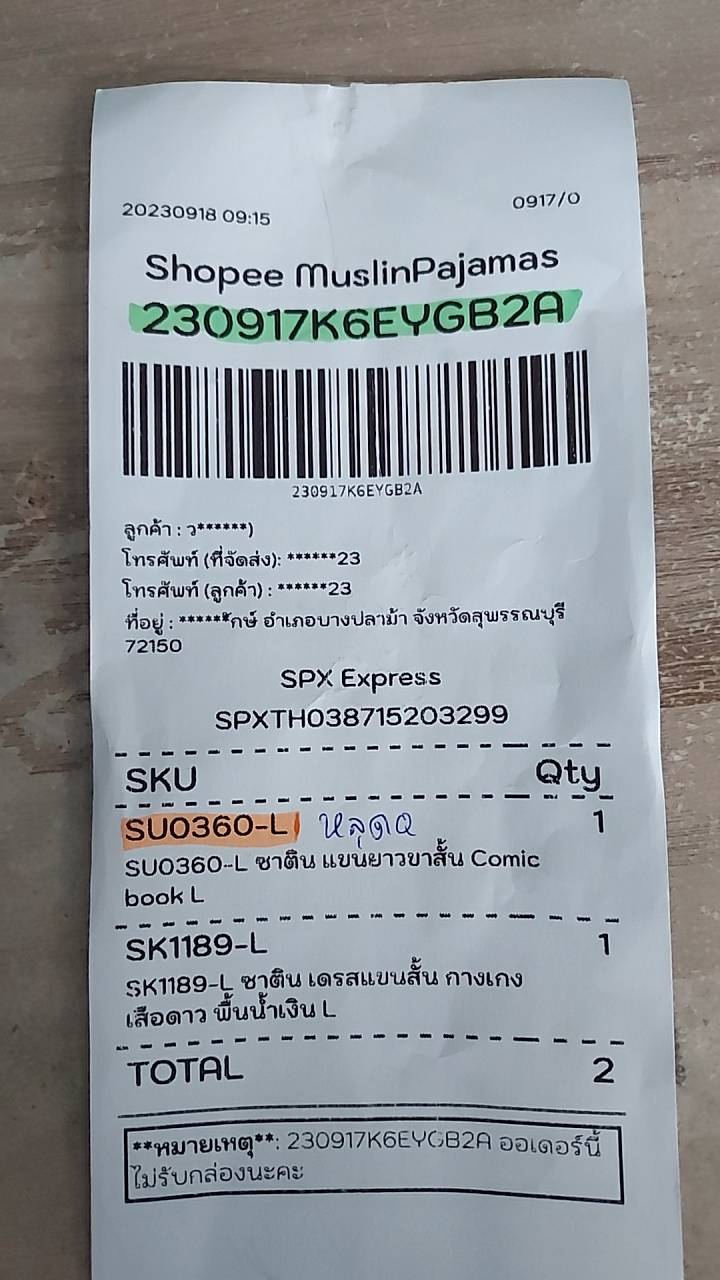 20230918 09:15
0917/0
Shopee MuslinPajamas
230917K6EYGB2A
230917K6EYGB2A
ลูกค้า : ว******)
โทรศัพท์ (ที่จัดส่ง): ******23
โทรศัพท์ (ลูกค้า) : ******23
ที่อยู่ : ******ักษ์ อำเภอบางปลาม้า จังหวัดสุพรรณบุรี
72150
SPX Express
SPXTH038715203299
SKU Qty
SU0360-L หลุดQ 1
SU0360-L ซาติน แขนยาวขาสั้น Comic
book L
SK1189-L 1
SK1189-L ซาติน เดรสแขนสั้น กางเกง
เสือดาว พื้นน้ำเงิน L
TOTAL 2
**หมายเหตุ**: 230917K6EYGB2A ออเดอร์นี้
ไม่รับกล่องนะคะ